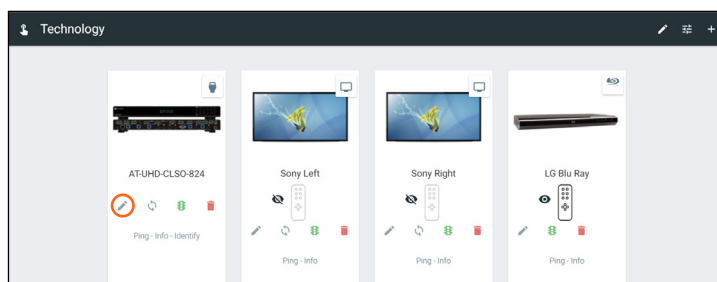 Technology
AT-UHD-CLSO-824
Sony Left
Sony Right
LG Blu Ray
Ping - Info - Identify
Ping - Info
Ping - Info
Ping - Info